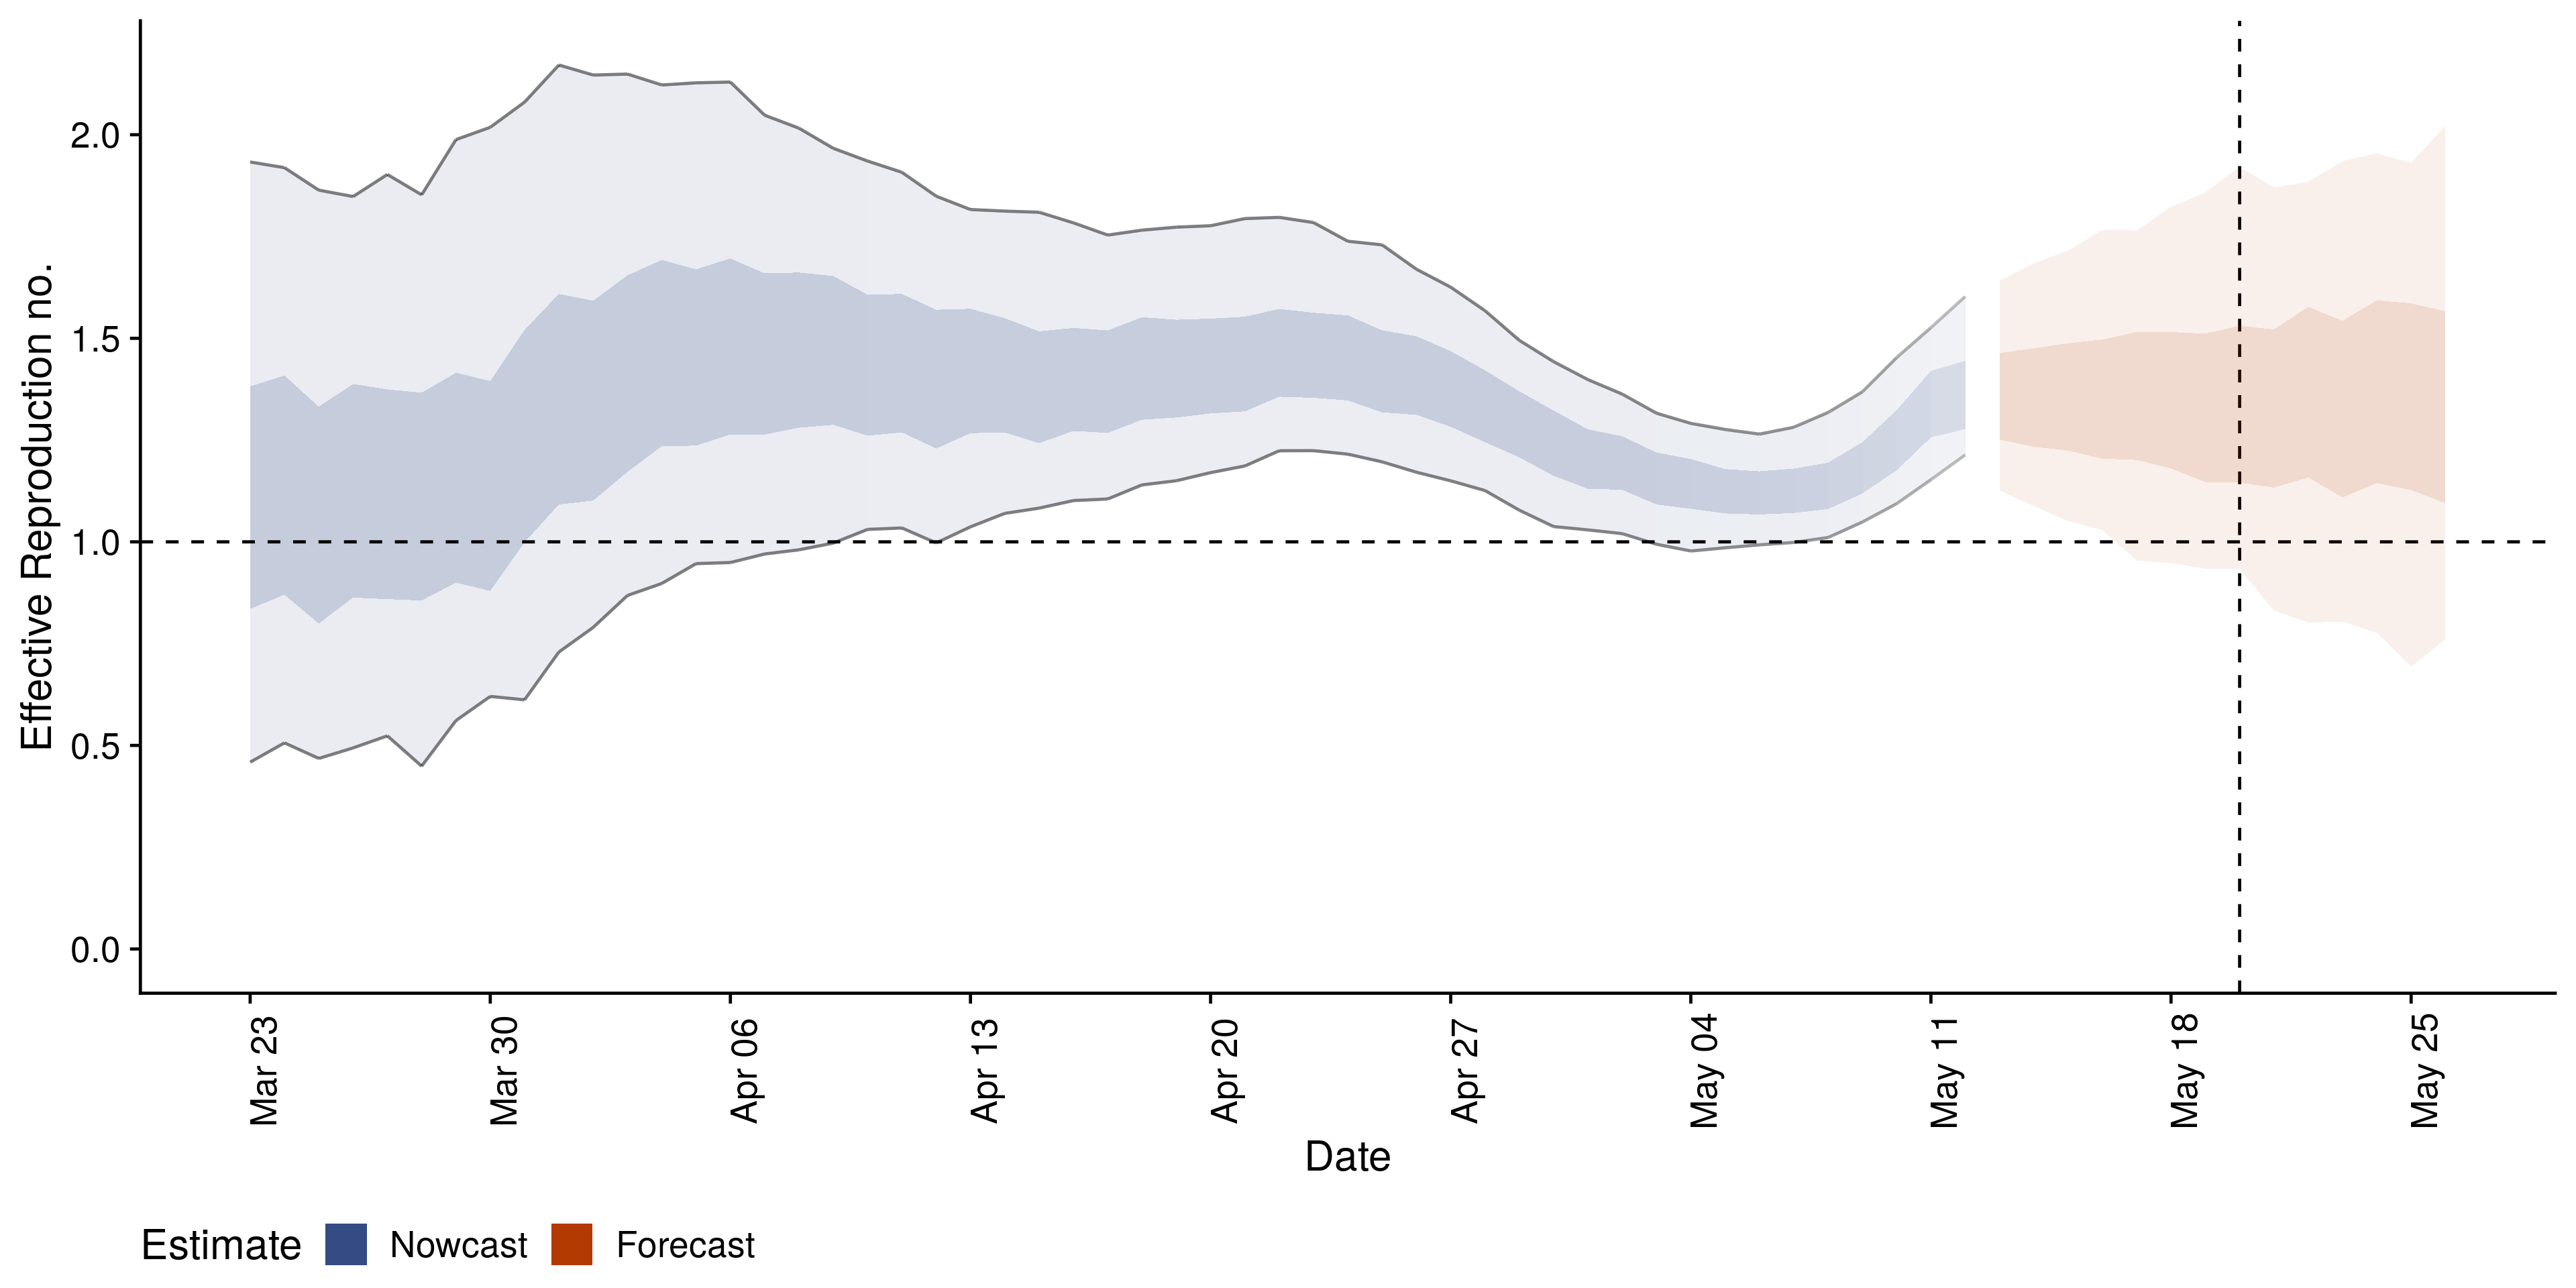 Effective Reproduction no.
2.0
1.5
1.0
0.5
0.0
Mar 23
Mar 30
Apr 06
Apr 13
Apr 20
Apr 27
May 04
May 11
May 18
May 25
Date
Estimate Nowcast Forecast